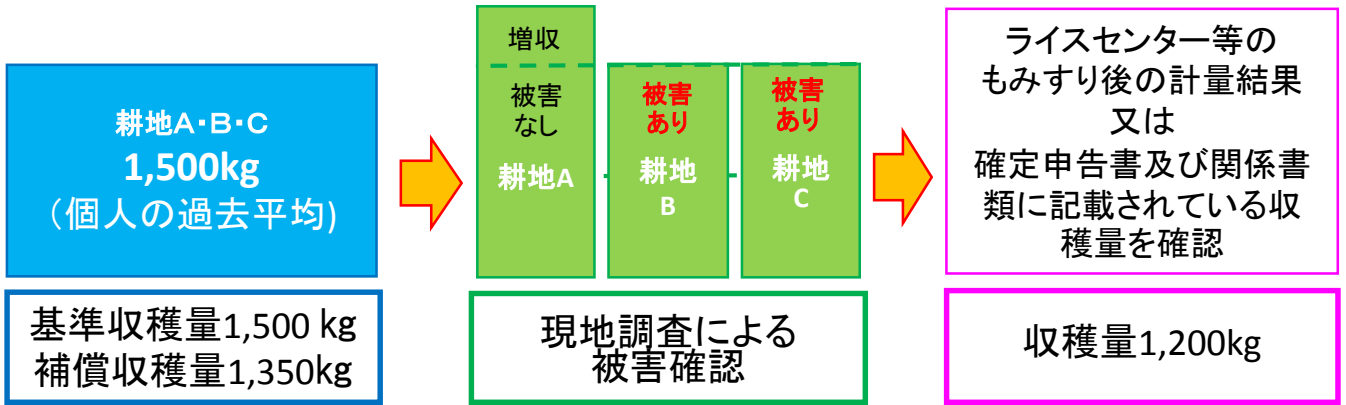 耕地A・B・C
1,500kg
（個人の過去平均)
基準収穫量1,500 kg
補償収穫量1,350kg
増収
被害
なし
耕地A
被害
あり
耕地
B
被害
あり
耕地
C
現地調査による
被害確認
ライスセンター等の
もみすり後の計量結果
又は
確定申告書及び関係書
類に記載されている収
穫量を確認
収穫量1,200kg